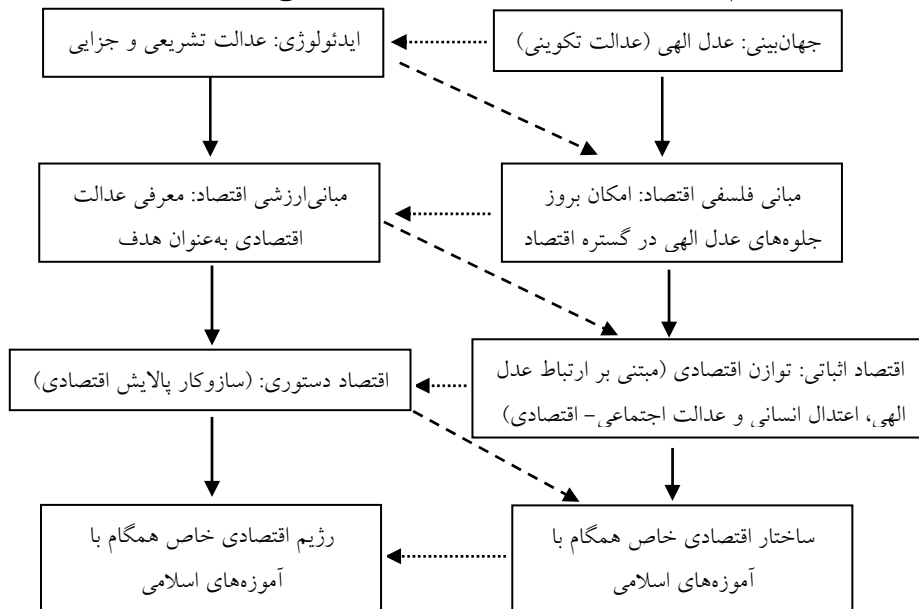 جهان‌بینی: عدل الهی (عدالت تکوینی)
ایدئولوژی: عدالت تشریعی و جزایی
مبانی فلسفی اقتصاد: امکان بروز
جلوه‌های عدل الهی در گستره اقتصاد
مبانی‌ارزشی اقتصاد: معرفی عدالت
اقتصادی به‌عنوان هدف
اقتصاد اثباتی: توازن اقتصادی (مبتنی بر ارتباط عدل
الهی، اعتدال انسانی و عدالت اجتماعی- اقتصادی)
اقتصاد دستوری: (سازوکار پالایش اقتصادی)
ساختار اقتصادی خاص همگام با
آموزه‌های اسلامی
رژیم اقتصادی خاص همگام با
آموزه‌های اسلامی